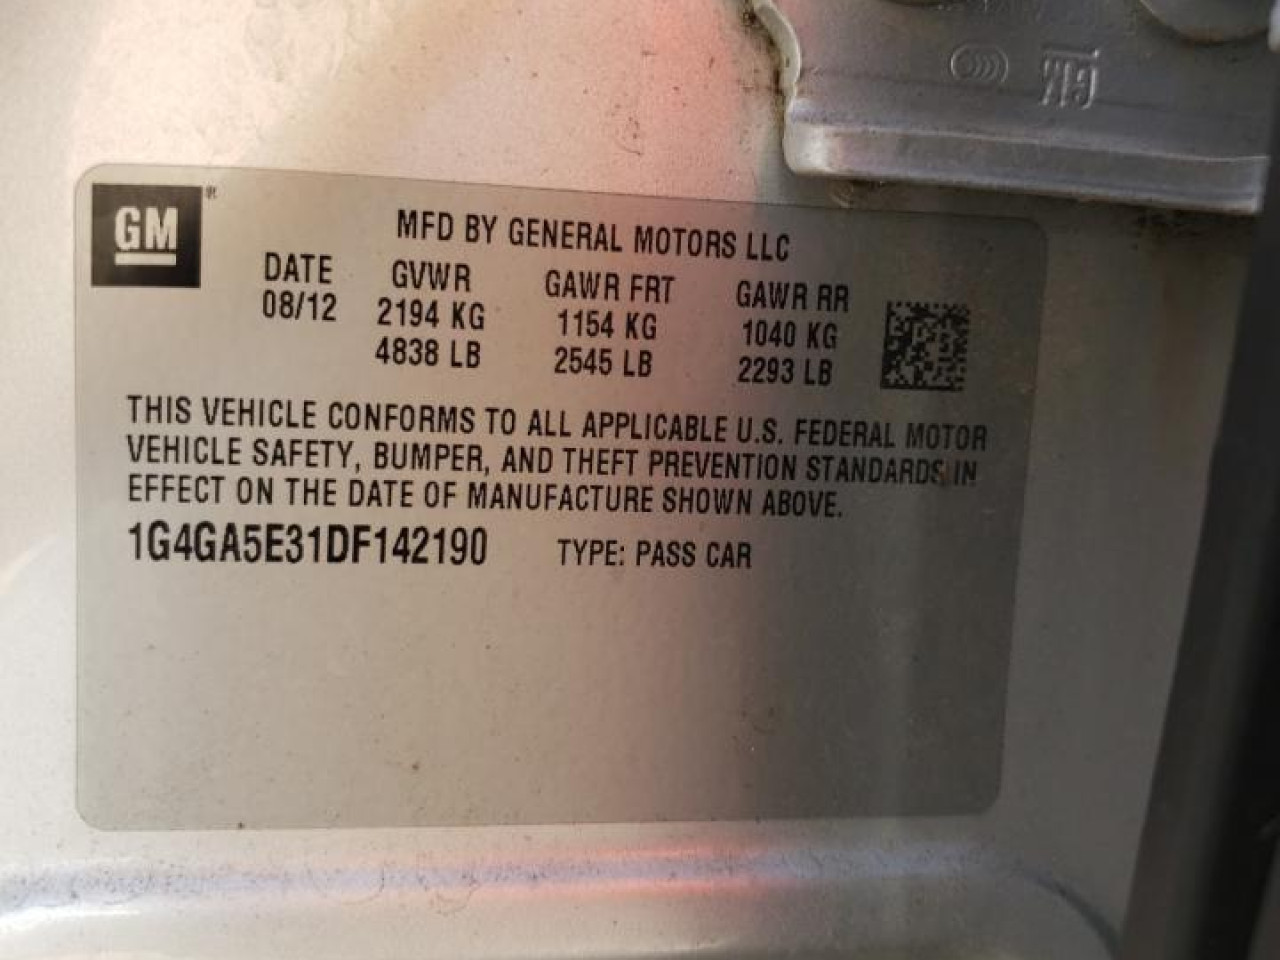 GM®
MFD BY GENERAL MOTORS LLC
DATE GVWR GAWR FRT GAWR RR
08/12 2194 KG 1154 KG 1040 KG
4838 LB 2545 LB 2293 LB
THIS VEHICLE CONFORMS TO ALL APPLICABLE U.S. FEDERAL MOTOR
VEHICLE SAFETY, BUMPER, AND THEFT PREVENTION STANDARDS IN
EFFECT ON THE DATE OF MANUFACTURE SHOWN ABOVE.
1G4GA5E31DF142190 TYPE: PASS CAR